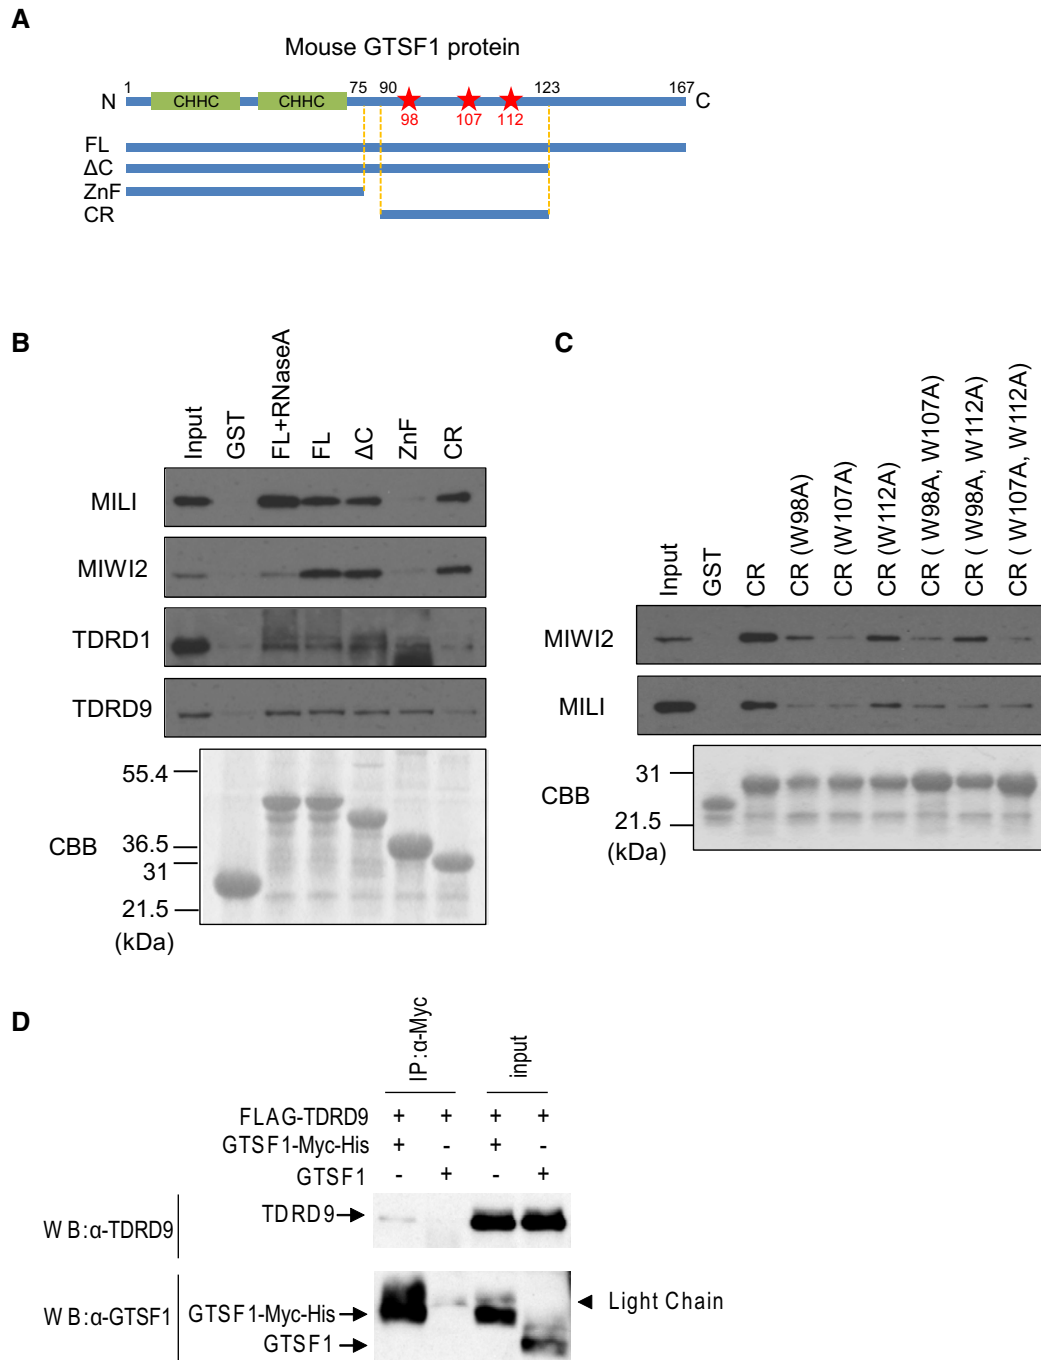 A
Mouse GTSF1 protein
1 75 90 123 167
N CHHC CHHC C
98 107 112
FL
ΔC
ZnF
CR
B
Input GST FL+RNaseA FL ΔC ZnF CR
MILI
MIWI2
TDRD1
TDRD9
55.4
CBB 36.5
31
21.5
(kDa)
C
Input GST CR CR (W98A) CR (W107A) CR (W112A) CR ( W98A, W107A) CR ( W98A, W112A) CR ( W107A, W112A)
MIWI2
MILI
31
CBB
21.5
(kDa)
D
IP:α-Myc input
FLAG-TDRD9 + + + +
GTSF1-Myc-His + - + -
GTSF1 - + - +
TDRD9
WB:α-TDRD9
Light Chain
WB:α-GTSF1 GTSF1-Myc-His
GTSF1